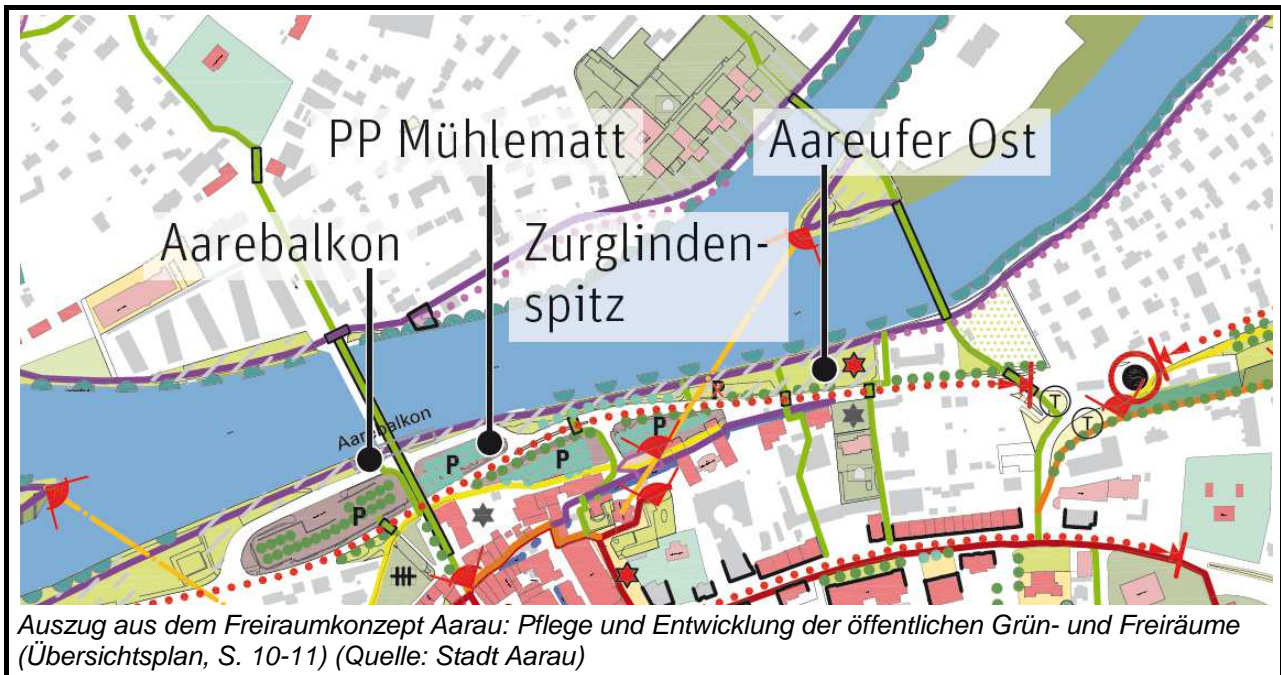 PP Mühlematt
Aareufer Ost
Aarebalkon
Zurglinden-
spitz
Aarebalkon
P
P
P
P
R
T
T
Auszug aus dem Freiraumkonzept Aarau: Pflege und Entwicklung der öffentlichen Grün- und Freiräume
(Übersichtsplan, S. 10-11) (Quelle: Stadt Aarau)